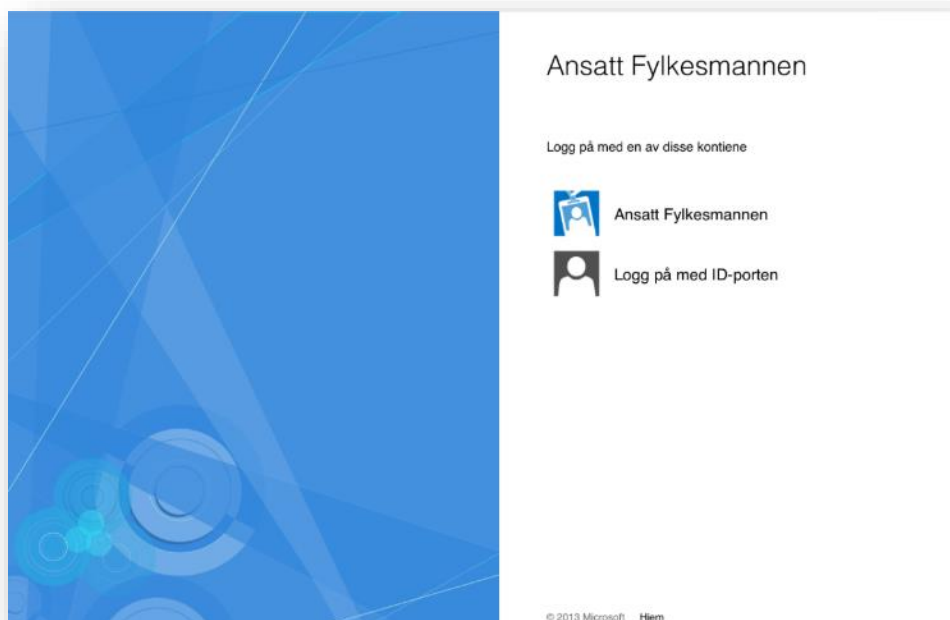 Ansatt Fylkesmannen
Logg på med en av disse kontiene
Ansatt Fylkesmannen
Logg på med ID-porten
© 2013 Microsoft Hjem